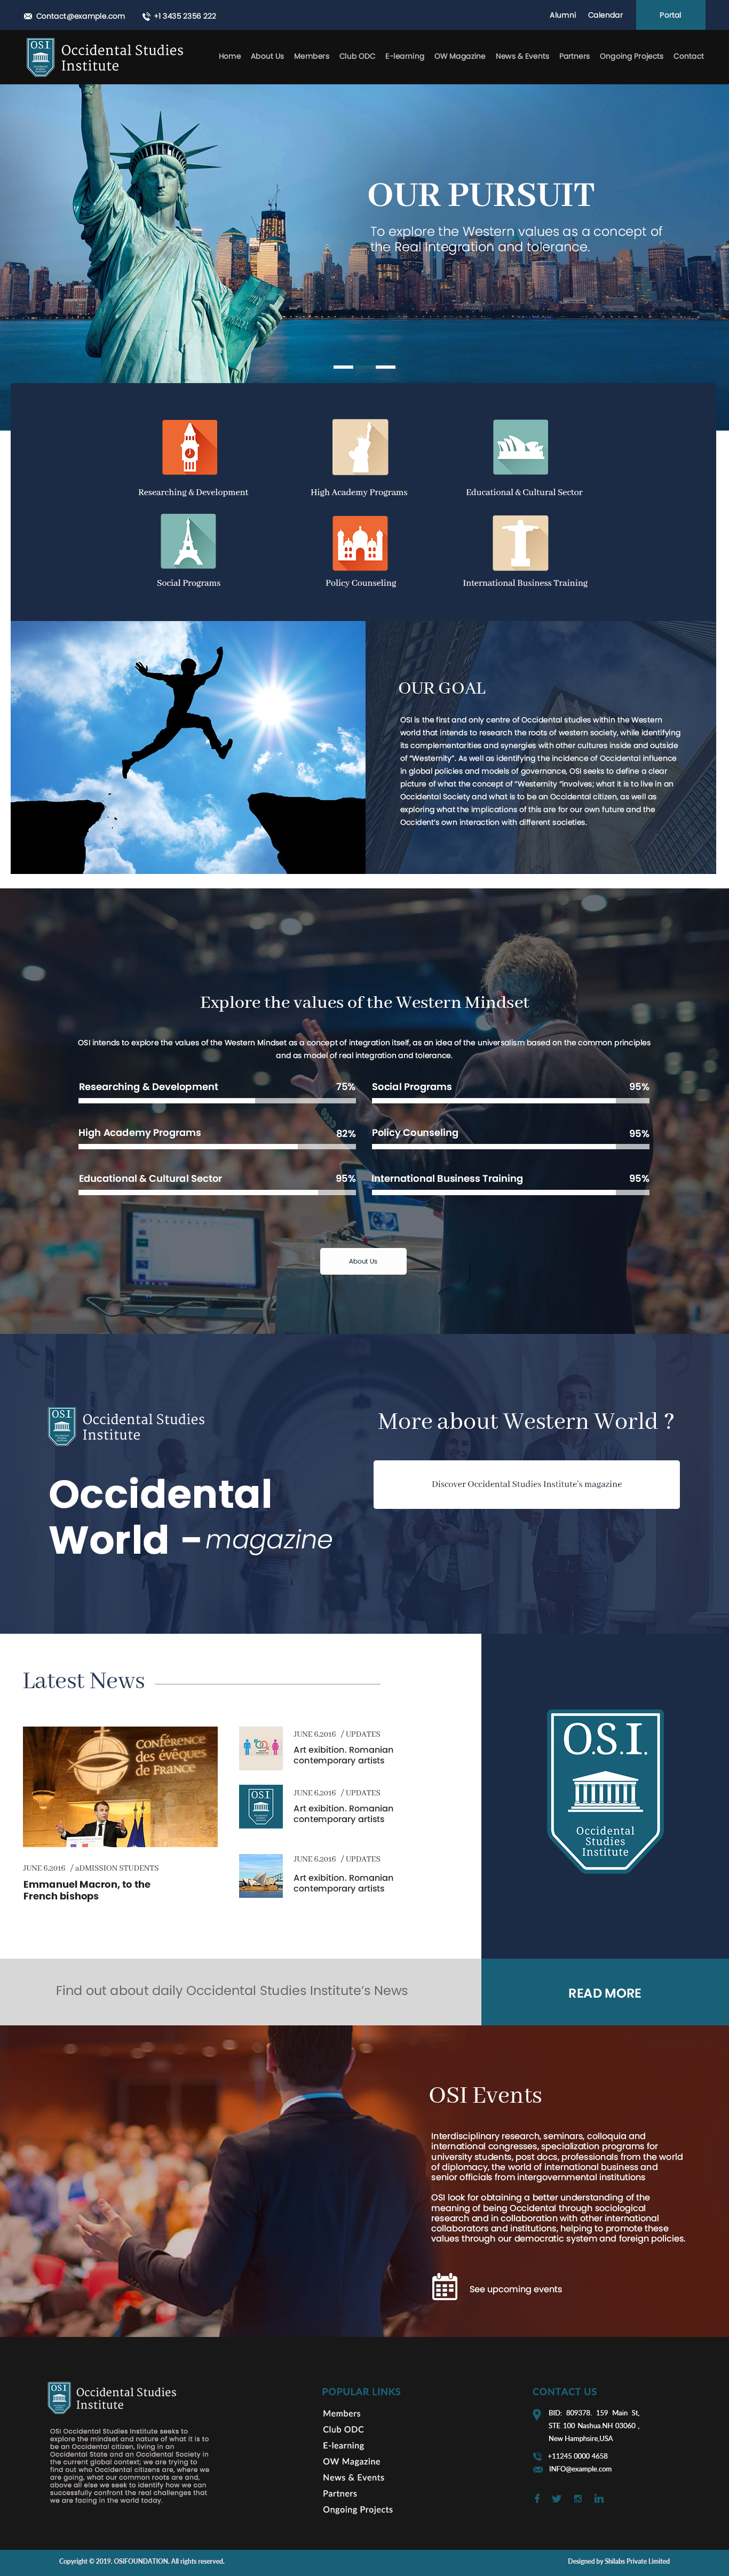 Contact@example.com
+1 3435 2356 222
Alumni
Calendar
Portal
O.S.I.
Occidental Studies
Institute
Home
About Us
Members
Club ODC
E-learning
OW Magazine
News & Events
Partners
Ongoing Projects
Contact
OUR PURSUIT
To explore the Western values as a concept of
the Real Integration and tolerance.
Researching & Development
High Academy Programs
Educational & Cultural Sector
Social Programs
Policy Counseling
International Business Training
OUR GOAL
OSI is the first and only centre of Occidental studies within the Western
world that intends to research the roots of western society, while identifying
its complementarities and synergies with other cultures inside and outside
of “Westernity”. As well as identifying the incidence of Occidental influence
in global policies and models of governance, OSI seeks to define a clear
picture of what the concept of “Westernity “involves; what it is to live in an
Occidental Society and what is to be an Occidental citizen, as well as
exploring what the implications of this are for our own future and the
Occident’s own interaction with different societies.
Explore the values of the Western Mindset
OSI intends to explore the values of the Western Mindset as a concept of integration itself, as an idea of the universalism based on the common principles
and as model of real integration and tolerance.
Researching & Development 75%
Social Programs 95%
High Academy Programs 82%
Policy Counseling 95%
Educational & Cultural Sector 95%
International Business Training 95%
About Us
O.S.I.
Occidental Studies
Institute
Occidental
World - magazine
More about Western World ?
Discover Occidental Studies Institute's magazine
Latest News
CONFÉRENCE
des évêques
DE FRANCE
JUNE 6,2016 / aDMISSION STUDENTS
Emmanuel Macron, to the
French bishops
JUNE 6,2016 / UPDATES
Art exibition. Romanian
contemporary artists
O.S.I.
JUNE 6,2016 / UPDATES
Art exibition. Romanian
contemporary artists
JUNE 6,2016 / UPDATES
Art exibition. Romanian
contemporary artists
O.S.I.
Occidental
Studies
Institute
Find out about daily Occidental Studies Institute’s News
READ MORE
OSI Events
Interdisciplinary research, seminars, colloquia and
international congresses, specialization programs for
university students, post docs, professionals from the world
of diplomacy, the world of international business and
senior officials from intergovernmental institutions
OSI look for obtaining a better understanding of the
meaning of being Occidental through sociological
research and in collaboration with other international
collaborators and institutions, helping to promote these
values through our democratic system and foreign policies.
See upcoming events
O.S.I.
Occidental Studies
Institute
OSI Occidental Studies Institute seeks to
explore the mindset and nature of what it is to
be an Occidental citizen, living in an
Occidental State and an Occidental Society in
the current global context; we are trying to
find out who Occidental citizens are, where we
are going, what our common roots are and,
above all else we seek to identify how we can
successfully confront the real challenges that
we are facing in the world today.
POPULAR LINKS
Members
Club ODC
E-learning
OW Magazine
News & Events
Partners
Ongoing Projects
CONTACT US
BID: 809378. 159 Main St,
STE 100 Nashua.NH 03060 ,
New Hamphsire,USA
+11245 0000 4658
INFO@example.com
Copyright © 2019. OSIFOUNDATION. All rights reserved.
Designed by Shilabs Private Limited